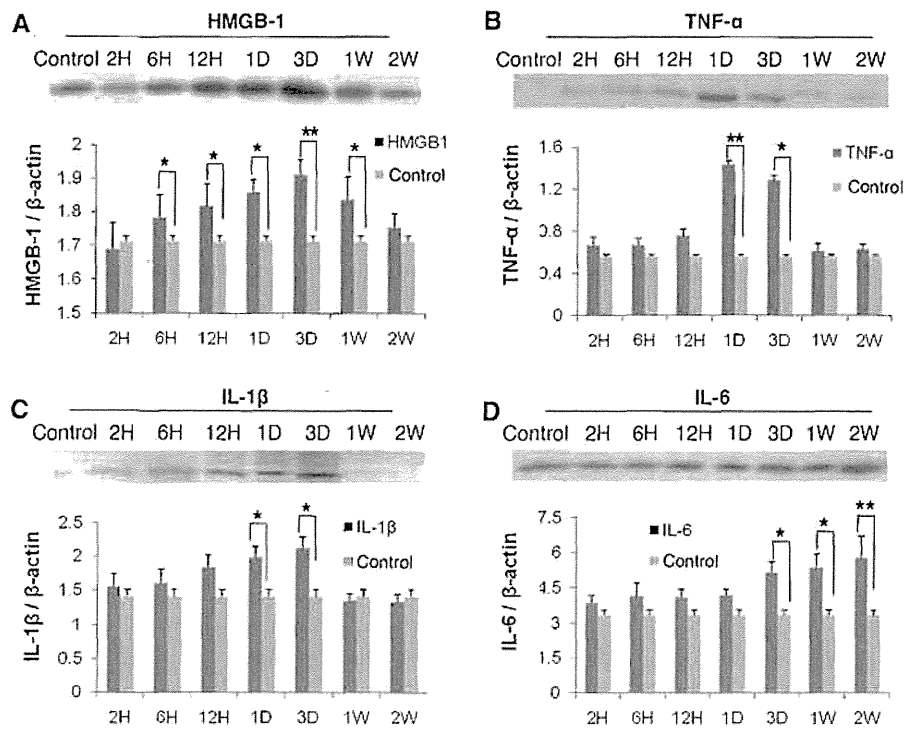 A HMGB-1
Control 2H 6H 12H 1D 3D 1W 2W
HMGB-1 / β-actin
2
1.9
1.8
1.7
1.6
1.5
* * * ** *
HMGB1
Control
2H 6H 12H 1D 3D 1W 2W
B TNF-α
Control 2H 6H 12H 1D 3D 1W 2W
TNF-α / β-actin
1.6
1.2
0.6
0.4
0
** *
TNF-α
Control
2H 6H 12H 1D 3D 1W 2W
C IL-1β
Control 2H 6H 12H 1D 3D 1W 2W
IL-1β / β-actin
2.5
2
1.5
1
0.5
0
* *
IL-1β
Control
2H 6H 12H 1D 3D 1W 2W
D IL-6
Control 2H 6H 12H 1D 3D 1W 2W
IL-6 / β-actin
7.5
6
4.5
3
1.5
0
* * **
IL-6
Control
2H 6H 12H 1D 3D 1W 2W